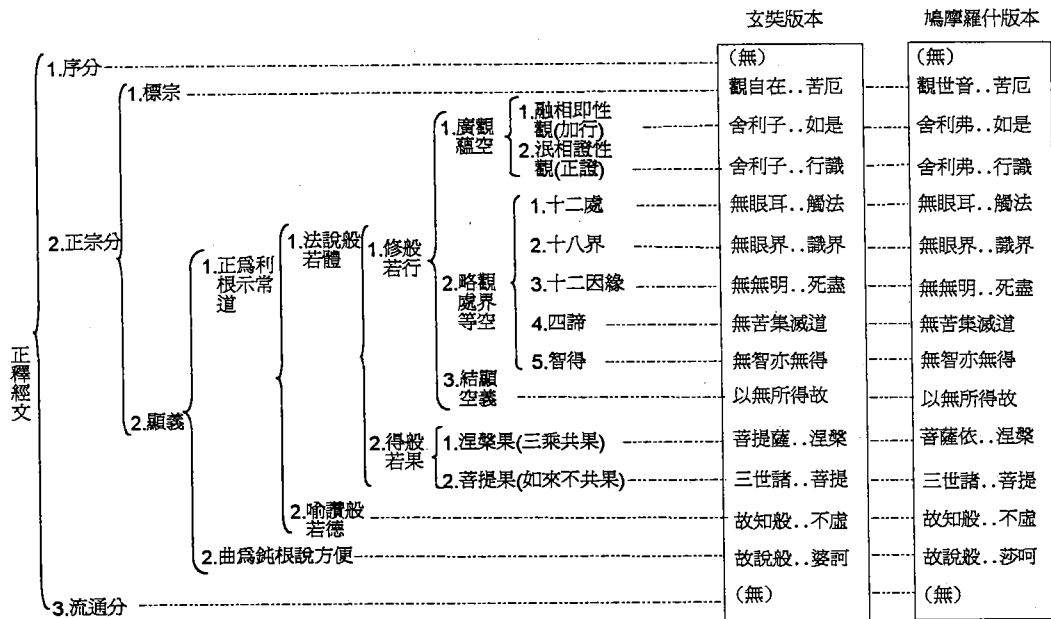 玄奘版本 鳩摩羅什版本
正釋經文
1.序分 (無) (無)
2.正宗分
1.標宗 觀自在..苦厄 觀世音..苦厄
2.顯義
1.正爲利根示常道
1.法說般若體
1.修般若行
1.廣觀蘊空
1.融相即性觀(加行) 舍利子..如是 舍利弗..如是
2.泯相證性觀(正證) 舍利子..行識 舍利弗..行識
2.略觀處界等空
1.十二處 無眼耳..觸法 無眼耳..觸法
2.十八界 無眼界..識界 無眼界..識界
3.十二因緣 無無明..死盡 無無明..死盡
4.四諦 無苦集滅道 無苦集滅道
5.智得 無智亦無得 無智亦無得
3.結顯空義 以無所得故 以無所得故
2.得般若果
1.涅槃果(三乘共果) 菩提薩..涅槃 菩薩依..涅槃
2.菩提果(如來不共果) 三世諸..菩提 三世諸..菩提
2.喻讚般若德 故知般..不虛 故知般..不虛
2.曲爲鈍根說方便 故說般..婆訶 故說般..莎呵
3.流通分 (無) (無)